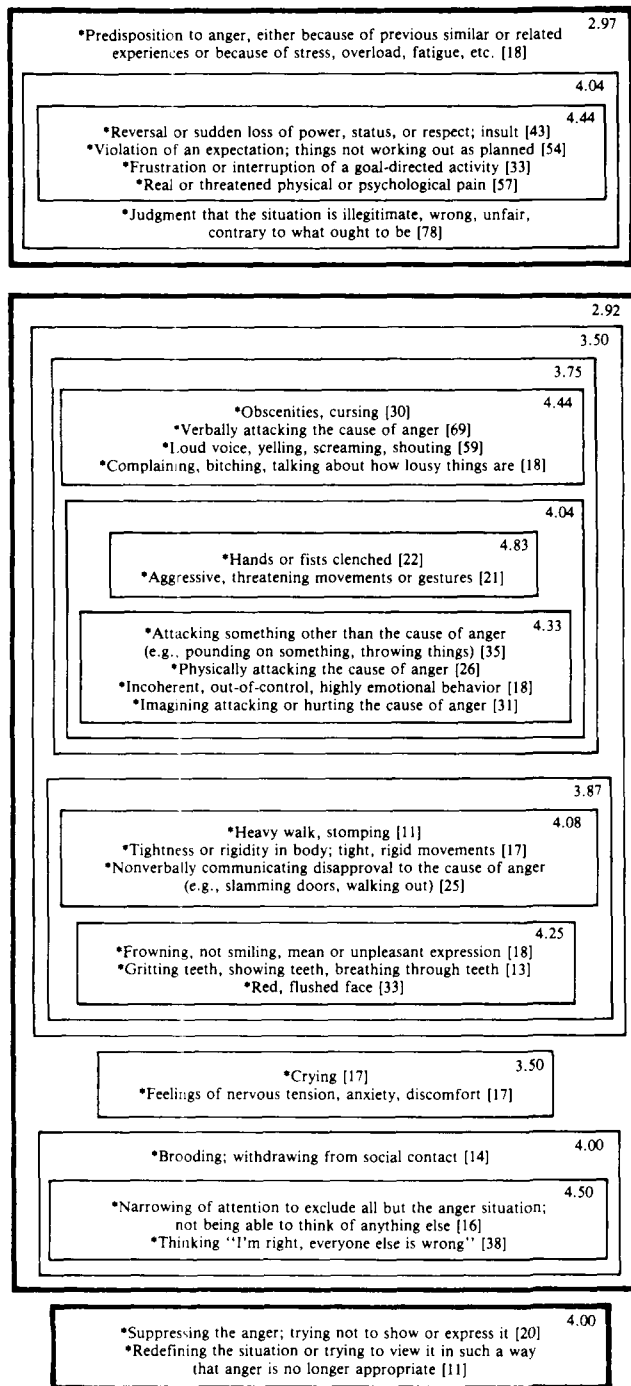 2.97
*Predisposition to anger, either because of previous similar or related
experiences or because of stress, overload, fatigue, etc. [18]
4.04
4.44
*Reversal or sudden loss of power, status, or respect; insult [43]
*Violation of an expectation; things not working out as planned [54]
*Frustration or interruption of a goal-directed activity [33]
*Real or threatened physical or psychological pain [57]
*Judgment that the situation is illegitimate, wrong, unfair,
contrary to what ought to be [78]
2.92
3.50
3.75
4.44
*Obscenities, cursing [30]
*Verbally attacking the cause of anger [69]
*Loud voice, yelling, screaming, shouting [59]
*Complaining, bitching, talking about how lousy things are [18]
4.04
4.83
*Hands or fists clenched [22]
*Aggressive, threatening movements or gestures [21]
4.33
*Attacking something other than the cause of anger
(e.g., pounding on something, throwing things) [35]
*Physically attacking the cause of anger [26]
*Incoherent, out-of-control, highly emotional behavior [18]
*Imagining attacking or hurting the cause of anger [31]
3.87
4.08
*Heavy walk, stomping [11]
*Tightness or rigidity in body; tight, rigid movements [17]
*Nonverbally communicating disapproval to the cause of anger
(e.g., slamming doors, walking out) [25]
4.25
*Frowning, not smiling, mean or unpleasant expression [18]
*Gritting teeth, showing teeth, breathing through teeth [13]
*Red, flushed face [33]
3.50
*Crying [17]
*Feelings of nervous tension, anxiety, discomfort [17]
4.00
*Brooding; withdrawing from social contact [14]
4.50
*Narrowing of attention to exclude all but the anger situation;
not being able to think of anything else [16]
*Thinking "I'm right, everyone else is wrong" [38]
4.00
*Suppressing the anger; trying not to show or express it [20]
*Redefining the situation or trying to view it in such a way
that anger is no longer appropriate [11]